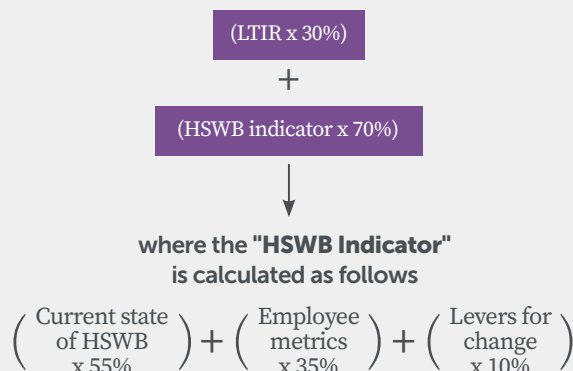 (LTIR x 30%)
+
(HSWB indicator x 70%)
where the "HSWB Indicator"
is calculated as follows
( Current state of HSWB x 55% ) + ( Employee metrics x 35% ) + ( Levers for change x 10% )